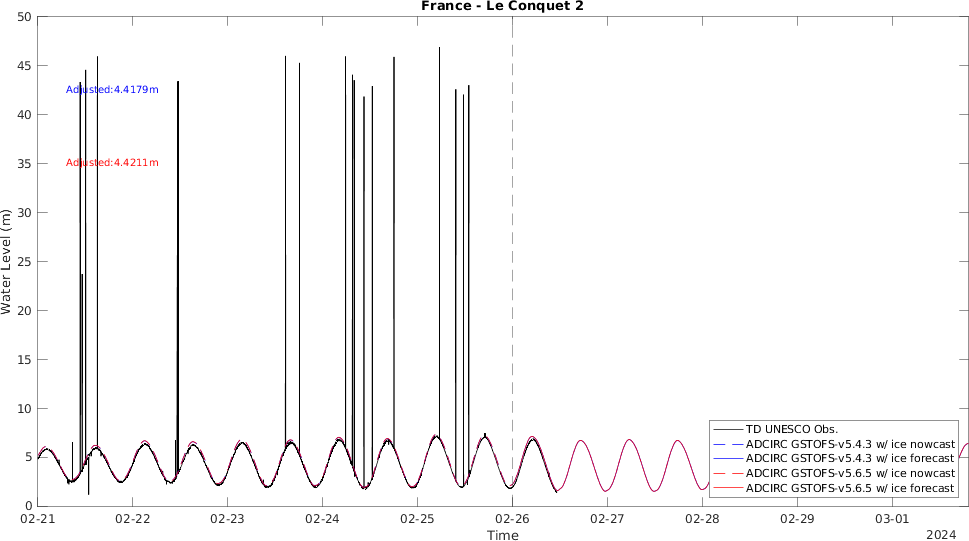 France - Le Conquet 2
50
45
40
35
30
25
20
15
10
5
0
Water Level (m)
Adjusted:4.4179m
Adjusted:4.4211m
TD UNESCO Obs.
ADCIRC GSTOFS-v5.4.3 w/ ice nowcast
ADCIRC GSTOFS-v5.4.3 w/ ice forecast
ADCIRC GSTOFS-v5.6.5 w/ ice nowcast
ADCIRC GSTOFS-v5.6.5 w/ ice forecast
02-21 02-22 02-23 02-24 02-25 02-26 02-27 02-28 02-29 03-01
Time
2024